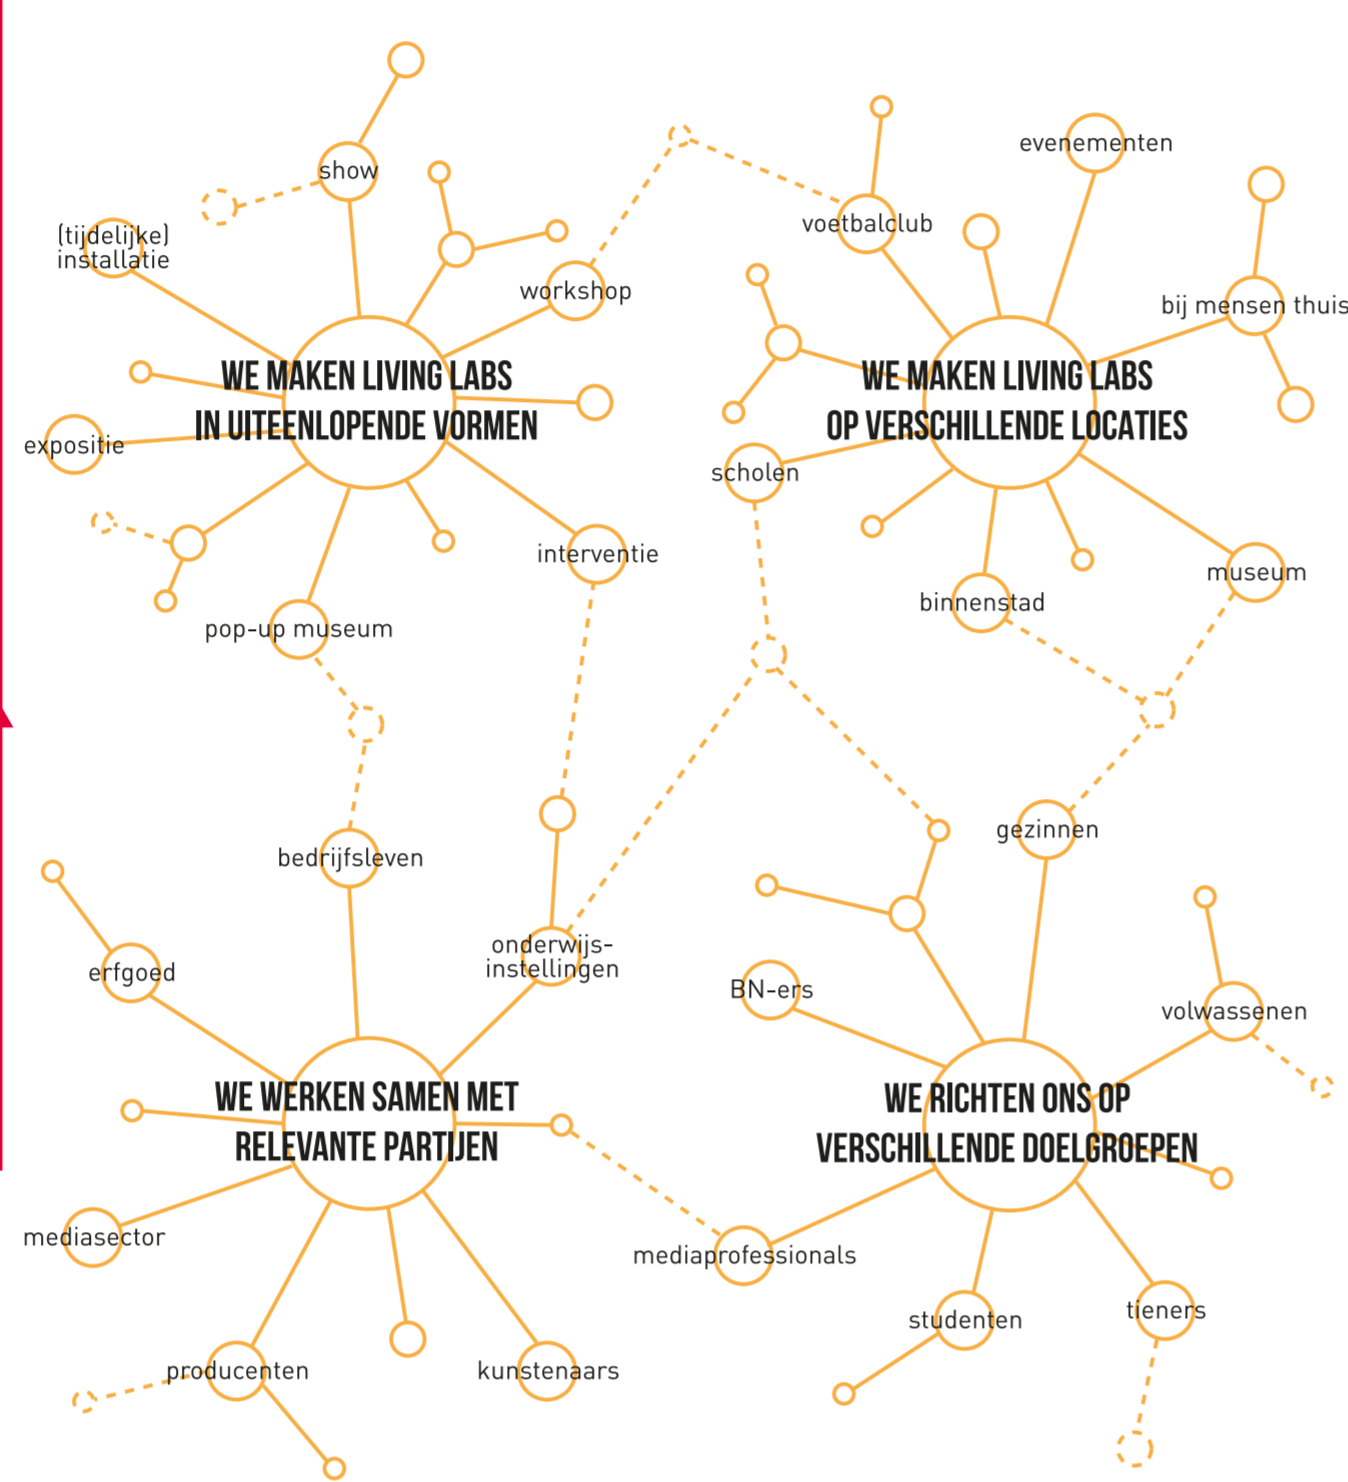 show
(tijdelijke)
installatie
workshop
WE MAKEN LIVING LABS
IN UITEENLOPENDE VORMEN
expositie
interventie
pop-up museum
evenementen
voetbalclub
bij mensen thuis
WE MAKEN LIVING LABS
OP VERSCHILLENDE LOCATIES
scholen
museum
binnenstad
bedrijfsleven
erfgoed
onderwijs-
instellingen
WE WERKEN SAMEN MET
RELEVANTE PARTIJEN
mediasector
producenten
kunstenaars
gezinnen
BN-ers
volwassenen
WE RICHTEN ONS OP
VERSCHILLENDE DOELGROEPEN
mediaprofessionals
studenten
tieners